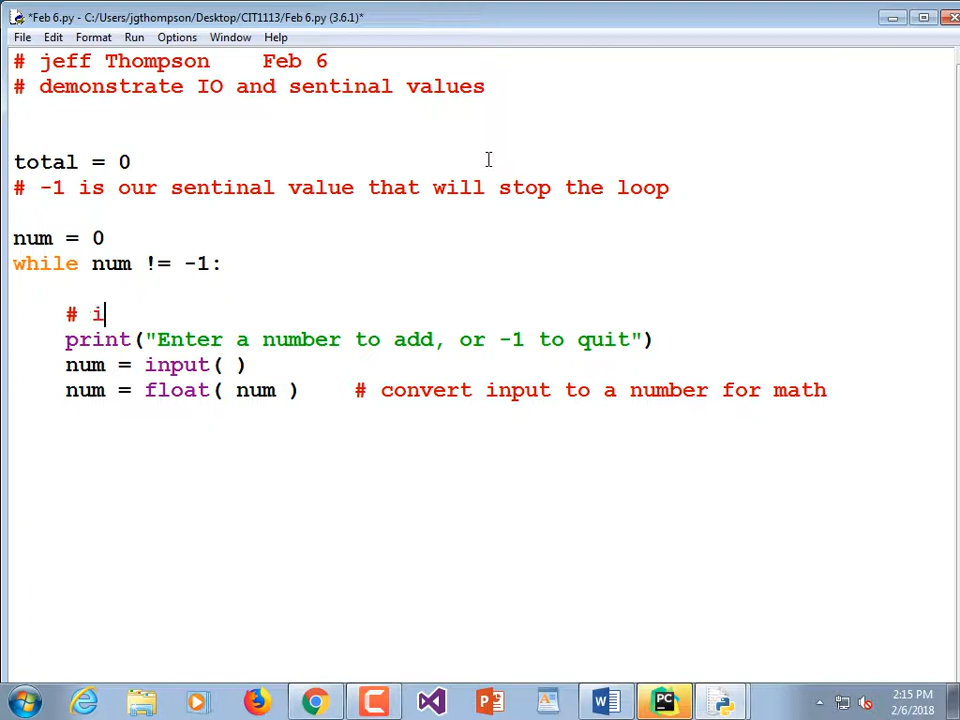 *Feb 6.py - C:/Users/jgthompson/Desktop/CIT1113/Feb 6.py (3.6.1)*
File Edit Format Run Options Window Help
# jeff Thompson    Feb 6
# demonstrate IO and sentinal values
total = 0
# -1 is our sentinal value that will stop the loop
num = 0
while num != -1:
    # i
    print("Enter a number to add, or -1 to quit")
    num = input( )
    num = float( num )    # convert input to a number for math
2:15 PM
2/6/2018